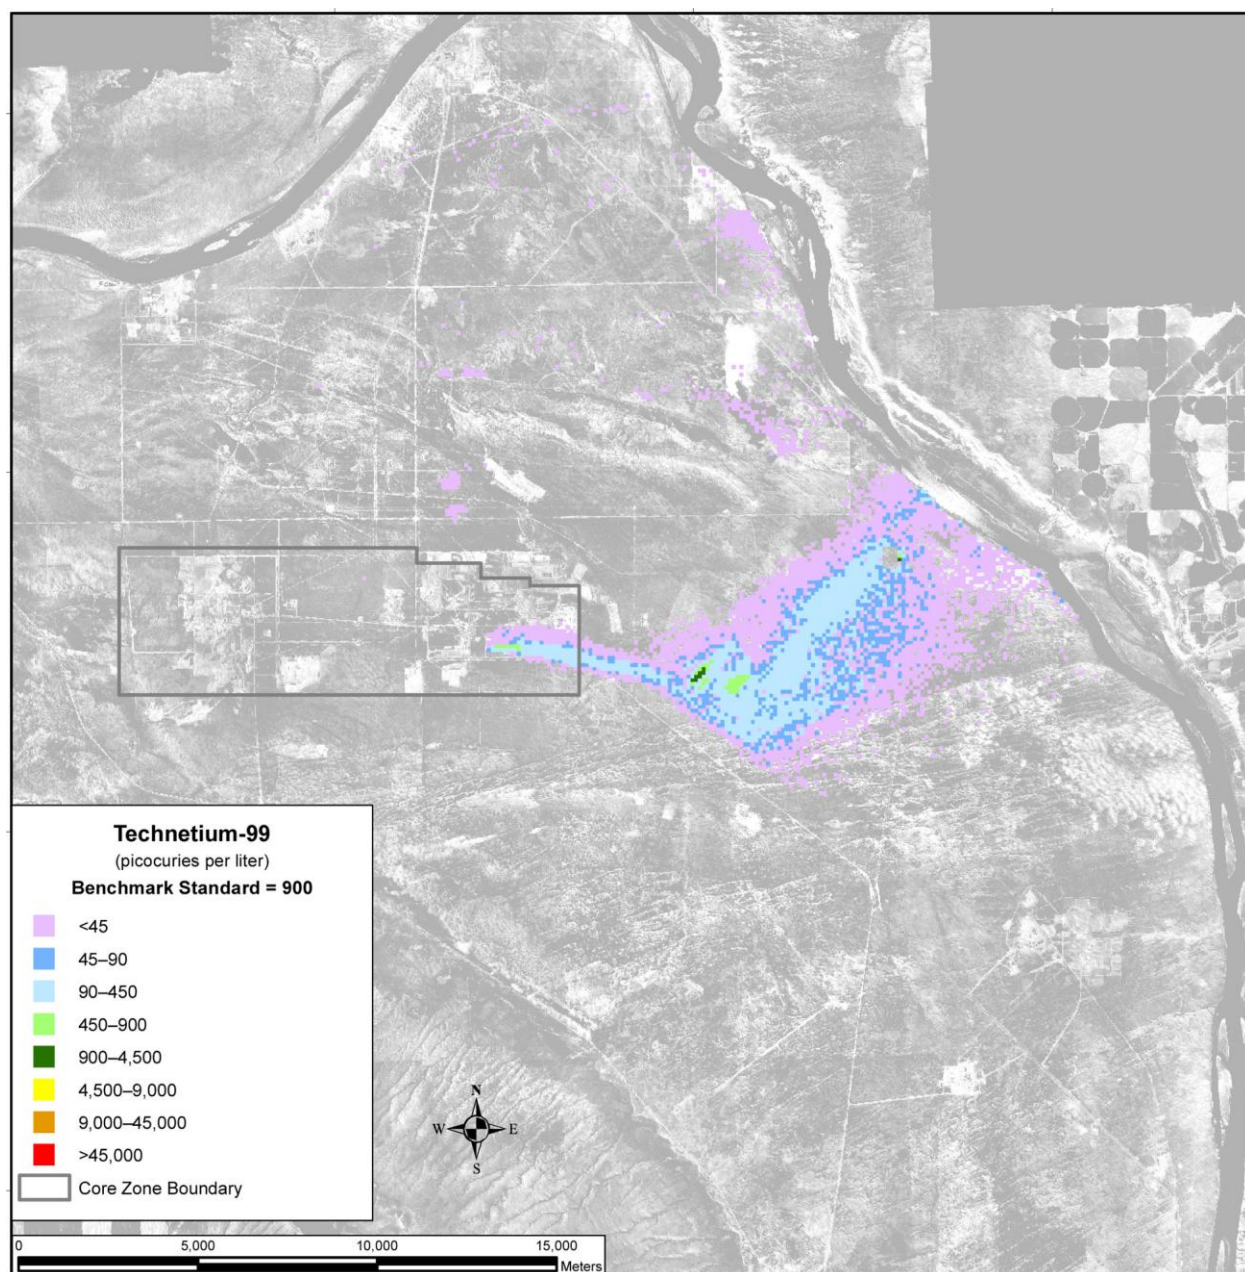 Technetium-99
(picocuries per liter)
Benchmark Standard = 900
<45
45–90
90–450
450–900
900–4,500
4,500–9,000
9,000–45,000
>45,000
Core Zone Boundary
N
W E
S
0 5,000 10,000 15,000
Meters